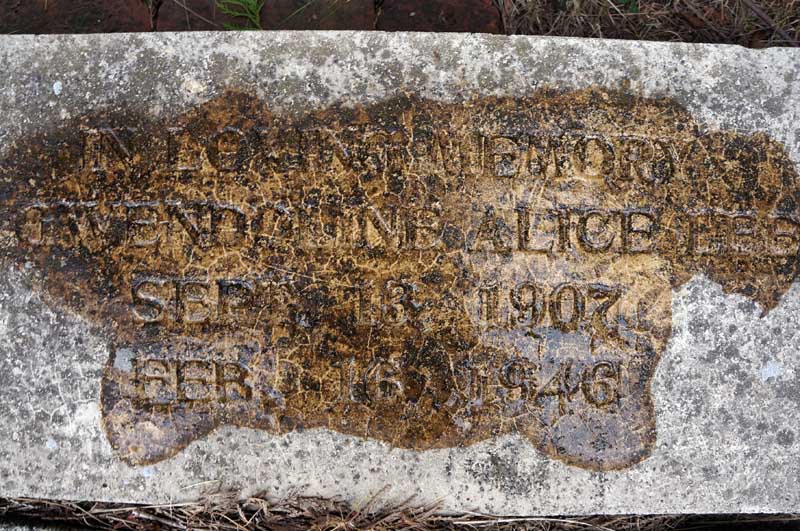 IN LOVING MEMORY
GWENDOLINE ALICE LEE
SEPT 13, 1907
FEB. 16, 1946